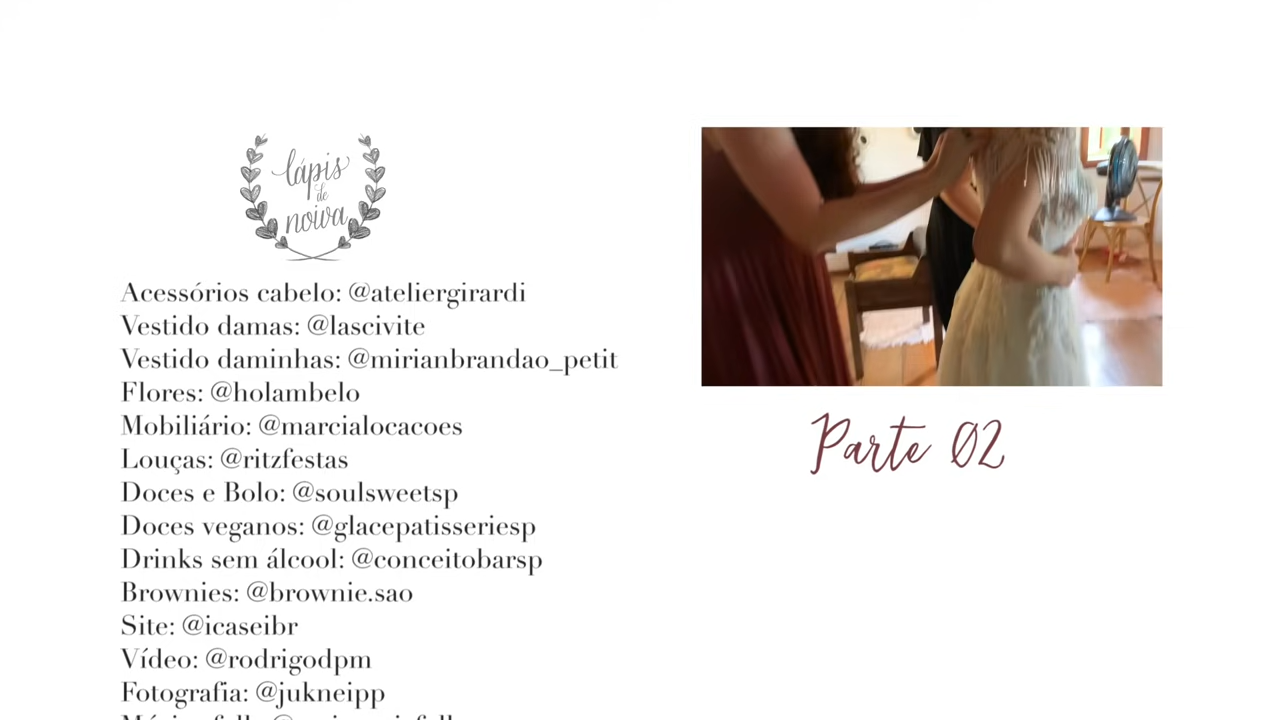 lápis
de
noiva
Acessórios cabelo: @ateliergirardi
Vestido damas: @lascivite
Vestido daminhas: @mirianbrandao_petit
Flores: @holambelo
Mobiliário: @marcialocacoes
Louças: @ritzfestas
Doces e Bolo: @soulsweetsp
Doces veganos: @glacepatisseriesp
Drinks sem álcool: @conceitobarsp
Brownies: @brownie.sao
Site: @icaseibr
Vídeo: @rodrigodpm
Fotografia: @jukneipp
Parte 02